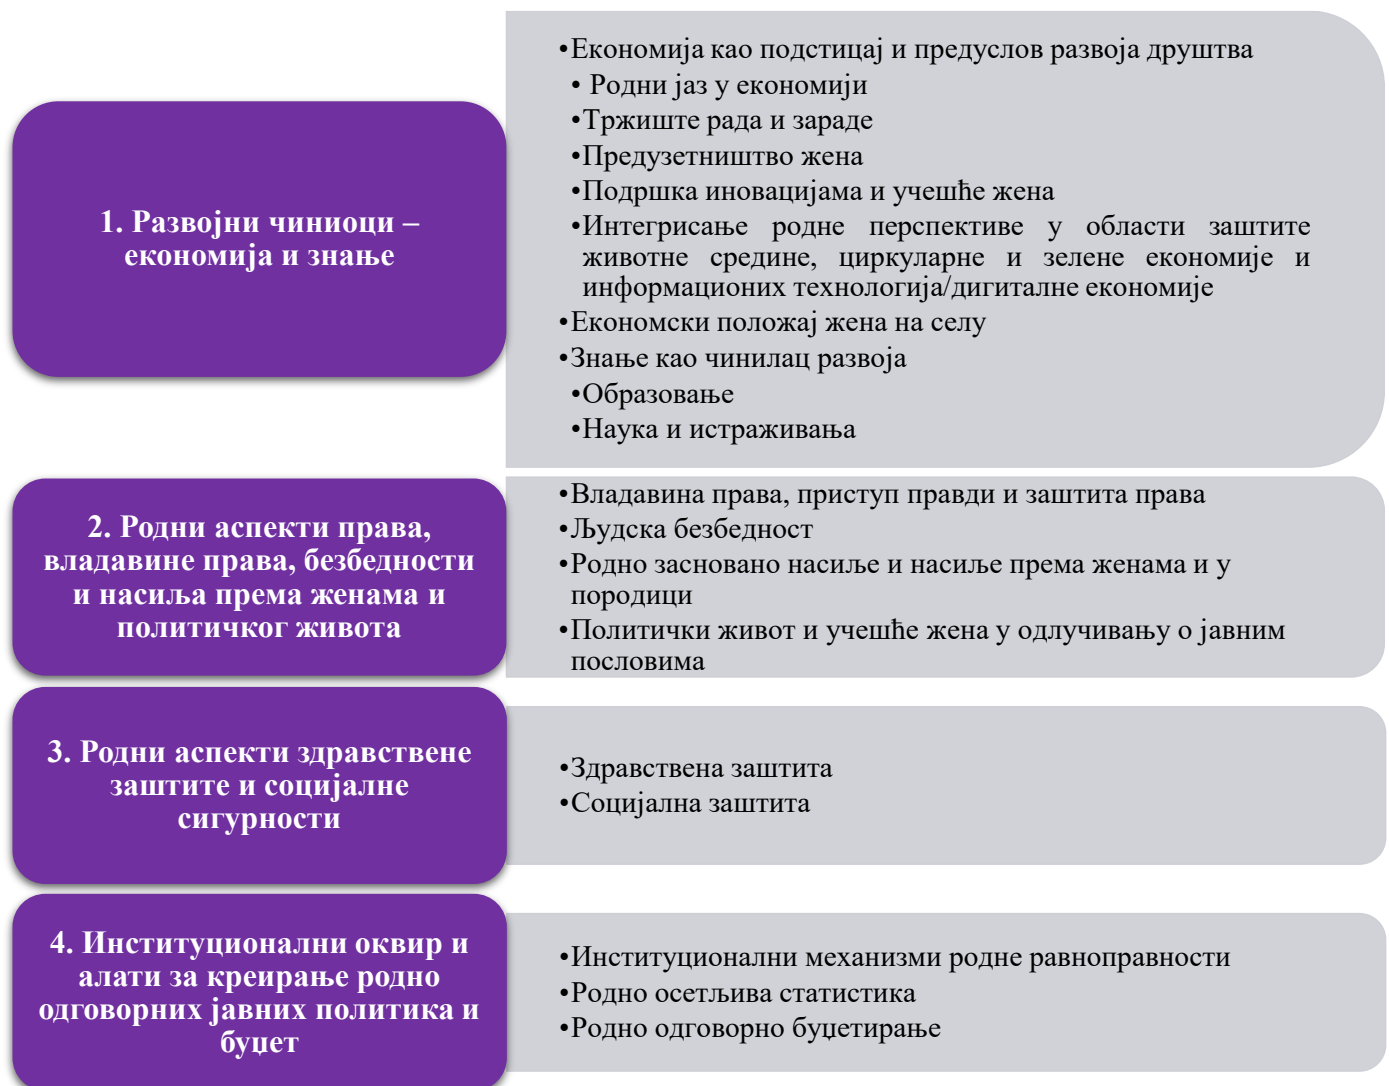 1. Развојни чиниоци –
економија и знање
•Економија као подстицај и предуслов развоја друштва
• Родни јаз у економији
•Тржиште рада и зараде
•Предузетништво жена
•Подршка иновацијама и учешће жена
•Интегрисање родне перспективе у области заштите
животне средине, циркуларне и зелене економије и
информационих технологија/дигиталне економије
•Економски положај жена на селу
•Знање као чинилац развоја
•Образовање
•Наука и истраживања
2. Родни аспекти права,
владавине права, безбедности
и насиља према женама и
политичког живота
•Владавина права, приступ правди и заштита права
•Људска безбедност
•Родно засновано насиље и насиље према женама и у
породици
•Политички живот и учешће жена у одлучивању о јавним
пословима
3. Родни аспекти здравствене
заштите и социјалне
сигурности
•Здравствена заштита
•Социјална заштита
4. Институционални оквир и
алати за креирање родно
одговорних јавних политика и
буџет
•Институционални механизми родне равноправности
•Родно осетљива статистика
•Родно одговорно буџетирање